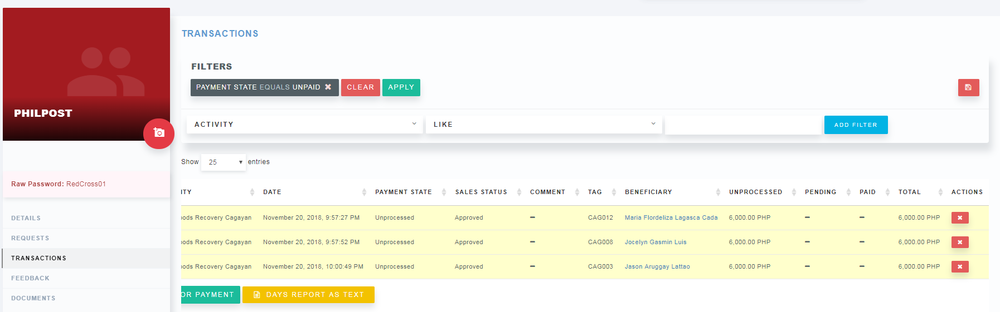 PHILPOST
Raw Password: RedCross01
DETAILS
REQUESTS
TRANSACTIONS
FEEDBACK
DOCUMENTS
TRANSACTIONS
FILTERS
PAYMENT STATE EQUALS UNPAID ✖ CLEAR APPLY
ACTIVITY LIKE ADD FILTER
Show 25 entries
ITY DATE PAYMENT STATE SALES STATUS COMMENT TAG BENEFICIARY UNPROCESSED PENDING PAID TOTAL ACTIONS
ods Recovery Cagayan November 20, 2018, 9:57:27 PM Unprocessed Approved – CAG012 Maria Flordeliza Lagasca Cada 6,000.00 PHP – – 6,000.00 PHP ✖
ods Recovery Cagayan November 20, 2018, 9:57:52 PM Unprocessed Approved – CAG008 Jocelyn Gasmin Luis 6,000.00 PHP – – 6,000.00 PHP ✖
ods Recovery Cagayan November 20, 2018, 10:00:49 PM Unprocessed Approved – CAG003 Jason Aruggay Lattao 6,000.00 PHP – – 6,000.00 PHP ✖
OR PAYMENT DAYS REPORT AS TEXT